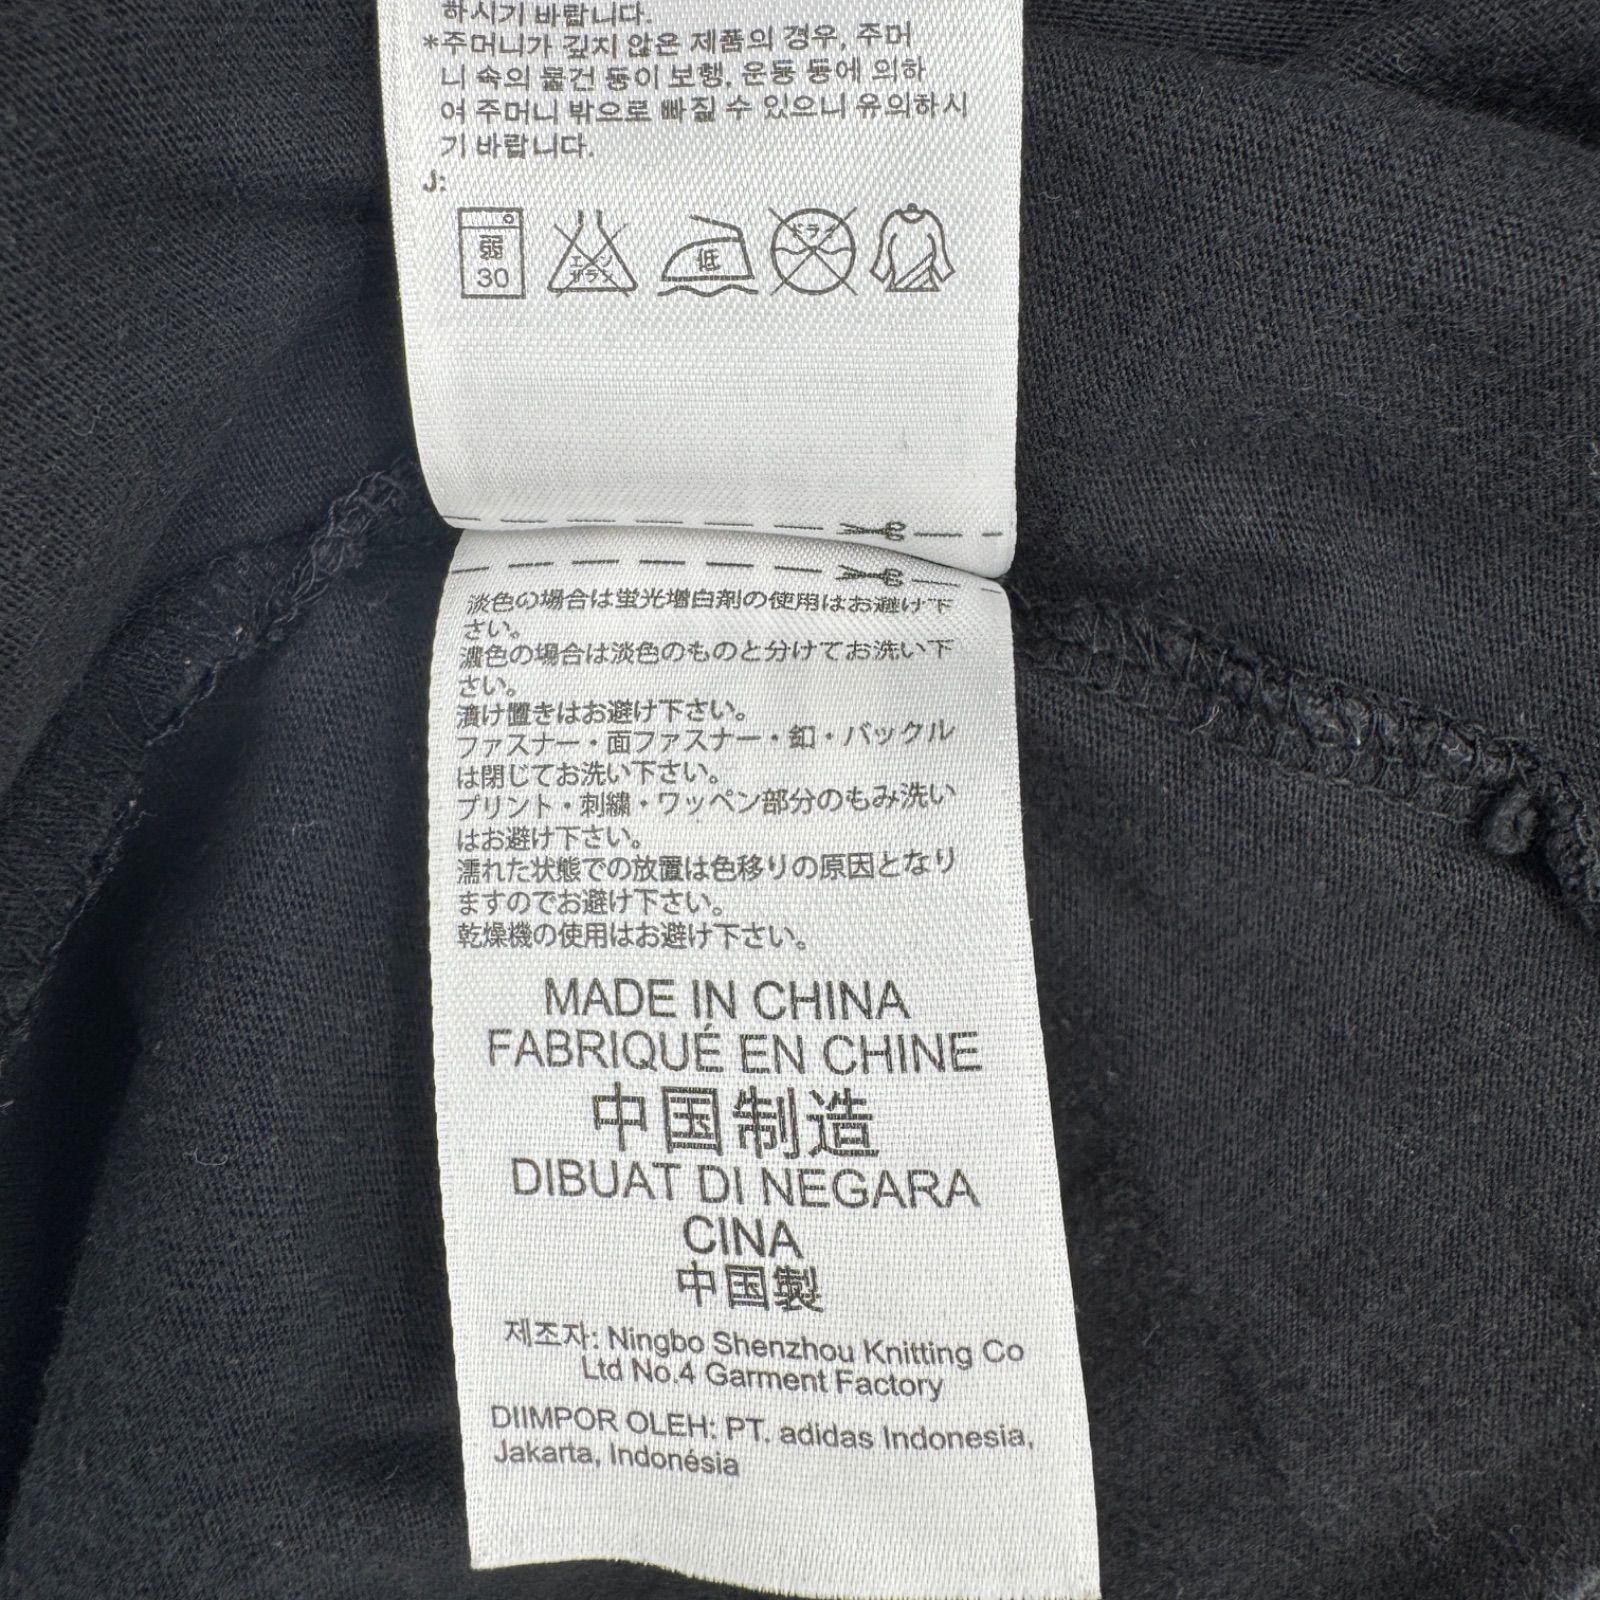 하시기 바랍니다.
*주머니가 깊지 않은 제품의 경우, 주머
니 속의 물건 등이 보행, 운동 등에 의하
여 주머니 밖으로 빠질 수 있으니 유의하시
기 바랍니다.
J:
弱
30
エンソ
サラシ
低
ドライ
淡色の場合は蛍光増白剤の使用はお避け下
さい。
濃色の場合は淡色のものと分けてお洗い下
さい。
漬け置きはお避け下さい。
ファスナー・面ファスナー・釦・バックル
は閉じてお洗い下さい。
プリント・刺繍・ワッペン部分のもみ洗い
はお避け下さい。
濡れた状態での放置は色移りの原因となり
ますのでお避け下さい。
乾燥機の使用はお避け下さい。
MADE IN CHINA
FABRIQUÉ EN CHINE
中国制造
DIBUAT DI NEGARA
CINA
中国製
제조자: Ningbo Shenzhou Knitting Co
Ltd No.4 Garment Factory
DIIMPOR OLEH: PT. adidas Indonesia,
Jakarta, Indonésia